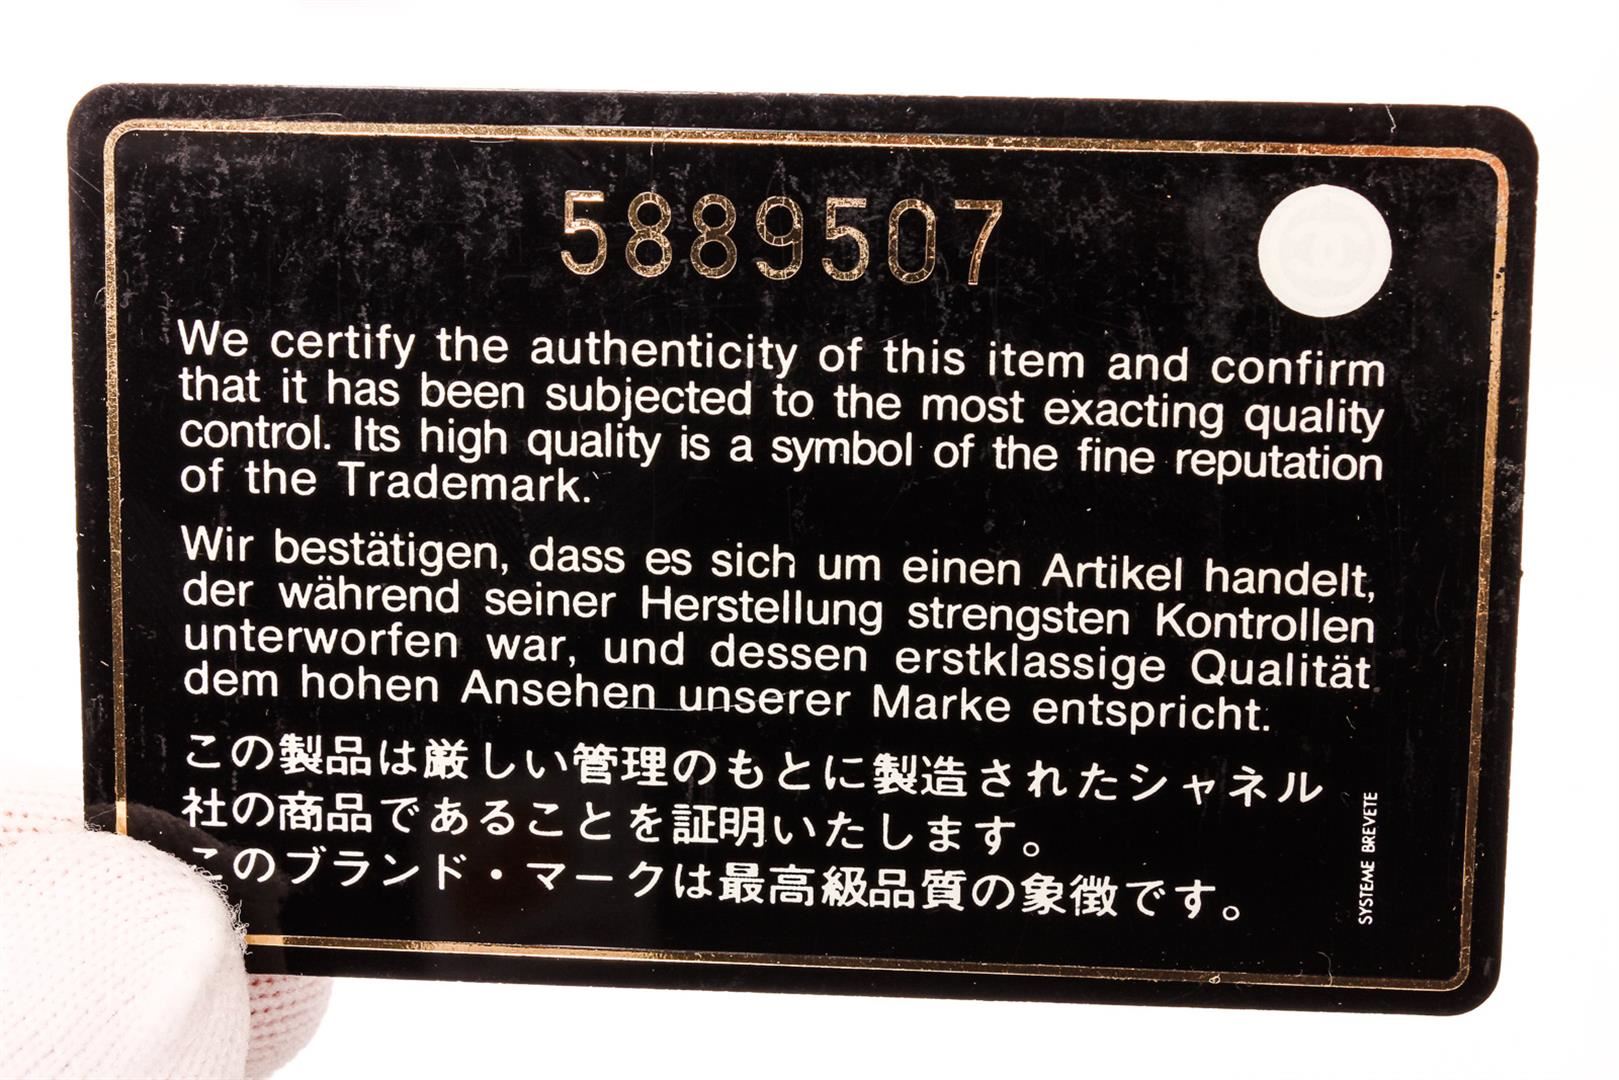 5889507
We certify the authenticity of this item and confirm
that it has been subjected to the most exacting quality
control. Its high quality is a symbol of the fine reputation
of the Trademark.
Wir bestätigen, dass es sich um einen Artikel handelt,
der während seiner Herstellung strengsten Kontrollen
unterworfen war, und dessen erstklassige Qualität
dem hohen Ansehen unserer Marke entspricht.
この製品は厳しい管理のもとに製造されたシャネル
社の商品であることを証明いたします。
このブランド・マークは最高級品質の象徴です。
SYSTEME BREVETE